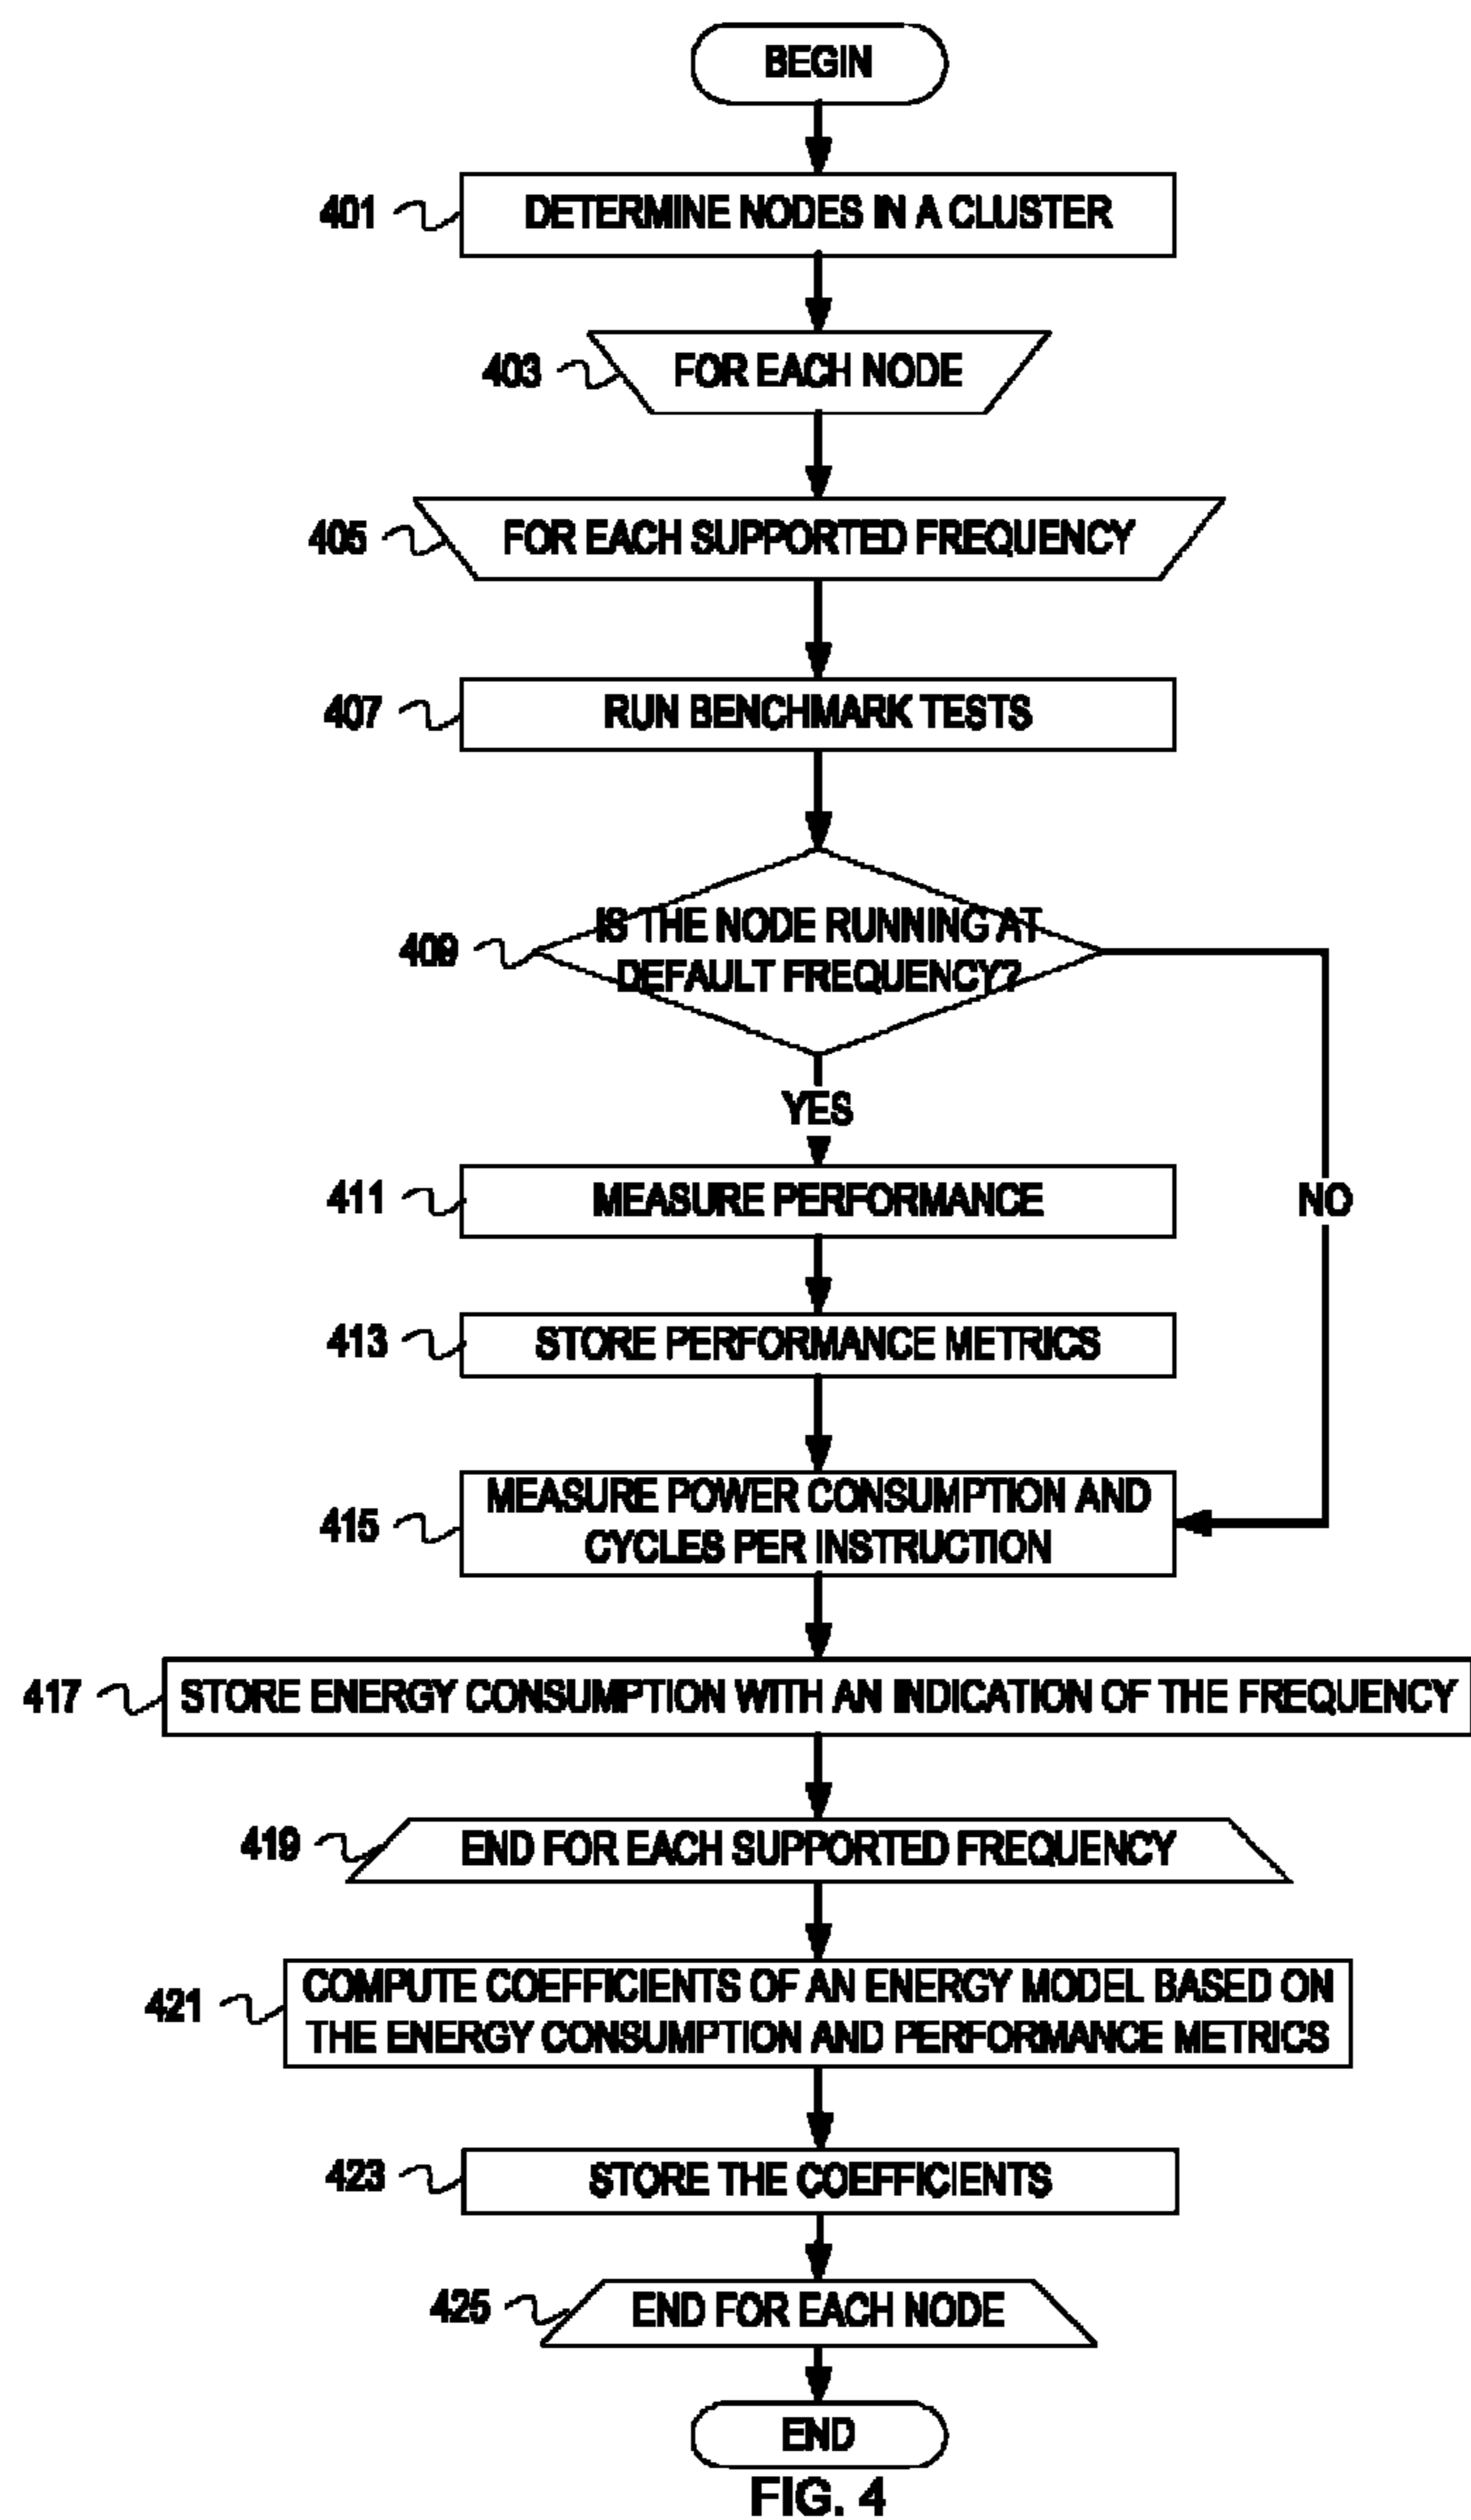 BEGIN
401 DETERMINE NODES IN A CLUSTER
403 FOR EACH NODE
405 FOR EACH SUPPORTED FREQUENCY
407 RUN BENCHMARK TESTS
409 IS THE NODE RUNNING AT
DEFAULT FREQUENCY?
YES
411 MEASURE PERFORMANCE
NO
413 STORE PERFORMANCE METRICS
415 MEASURE POWER CONSUMPTION AND
CYCLES PER INSTRUCTION
417 STORE ENERGY CONSUMPTION WITH AN INDICATION OF THE FREQUENCY
419 END FOR EACH SUPPORTED FREQUENCY
421 COMPUTE COEFFICIENTS OF AN ENERGY MODEL BASED ON
THE ENERGY CONSUMPTION AND PERFORMANCE METRICS
423 STORE THE COEFFICIENTS
425 END FOR EACH NODE
END
FIG. 4